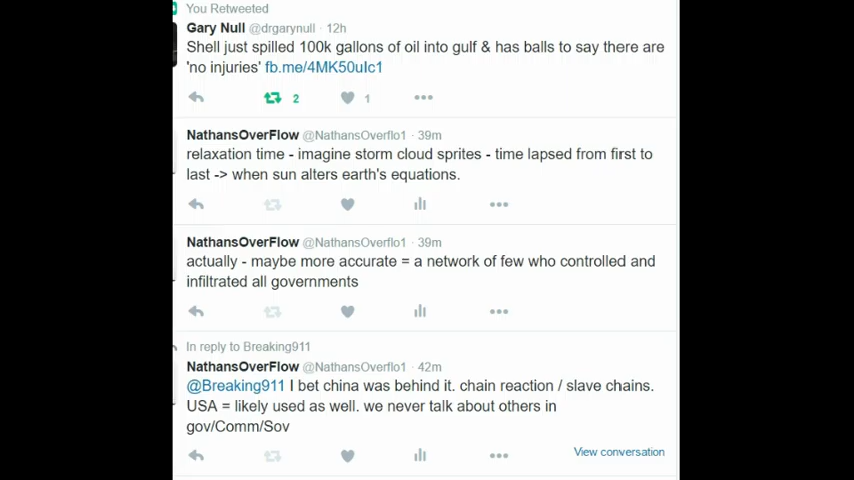 You Retweeted
Gary Null @drgarynull · 12h
Shell just spilled 100k gallons of oil into gulf & has balls to say there are
'no injuries' fb.me/4MK50uIc1
2 1
NathansOverFlow @NathansOverflo1 · 39m
relaxation time - imagine storm cloud sprites - time lapsed from first to
last -> when sun alters earth's equations.
NathansOverFlow @NathansOverflo1 · 39m
actually - maybe more accurate = a network of few who controlled and
infiltrated all governments
In reply to Breaking911
NathansOverFlow @NathansOverflo1 · 42m
@Breaking911 I bet china was behind it. chain reaction / slave chains.
USA = likely used as well. we never talk about others in
gov/Comm/Sov
View conversation